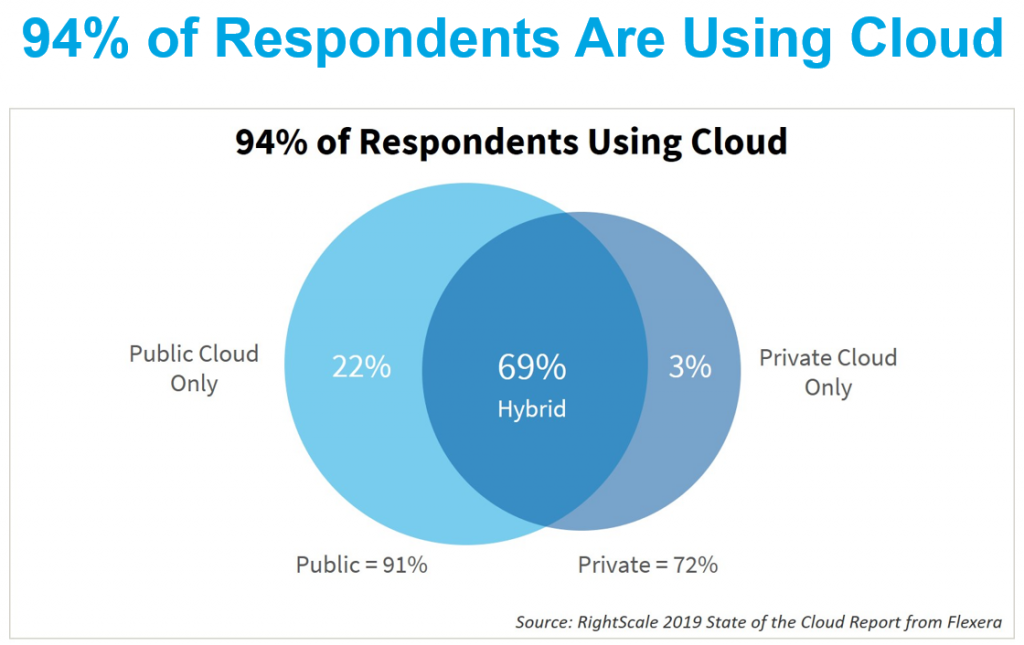 94% of Respondents Are Using Cloud
94% of Respondents Using Cloud
Public Cloud
Only
22%
69%
Hybrid
3%
Private Cloud
Only
Public = 91%
Private = 72%
Source: RightScale 2019 State of the Cloud Report from Flexera